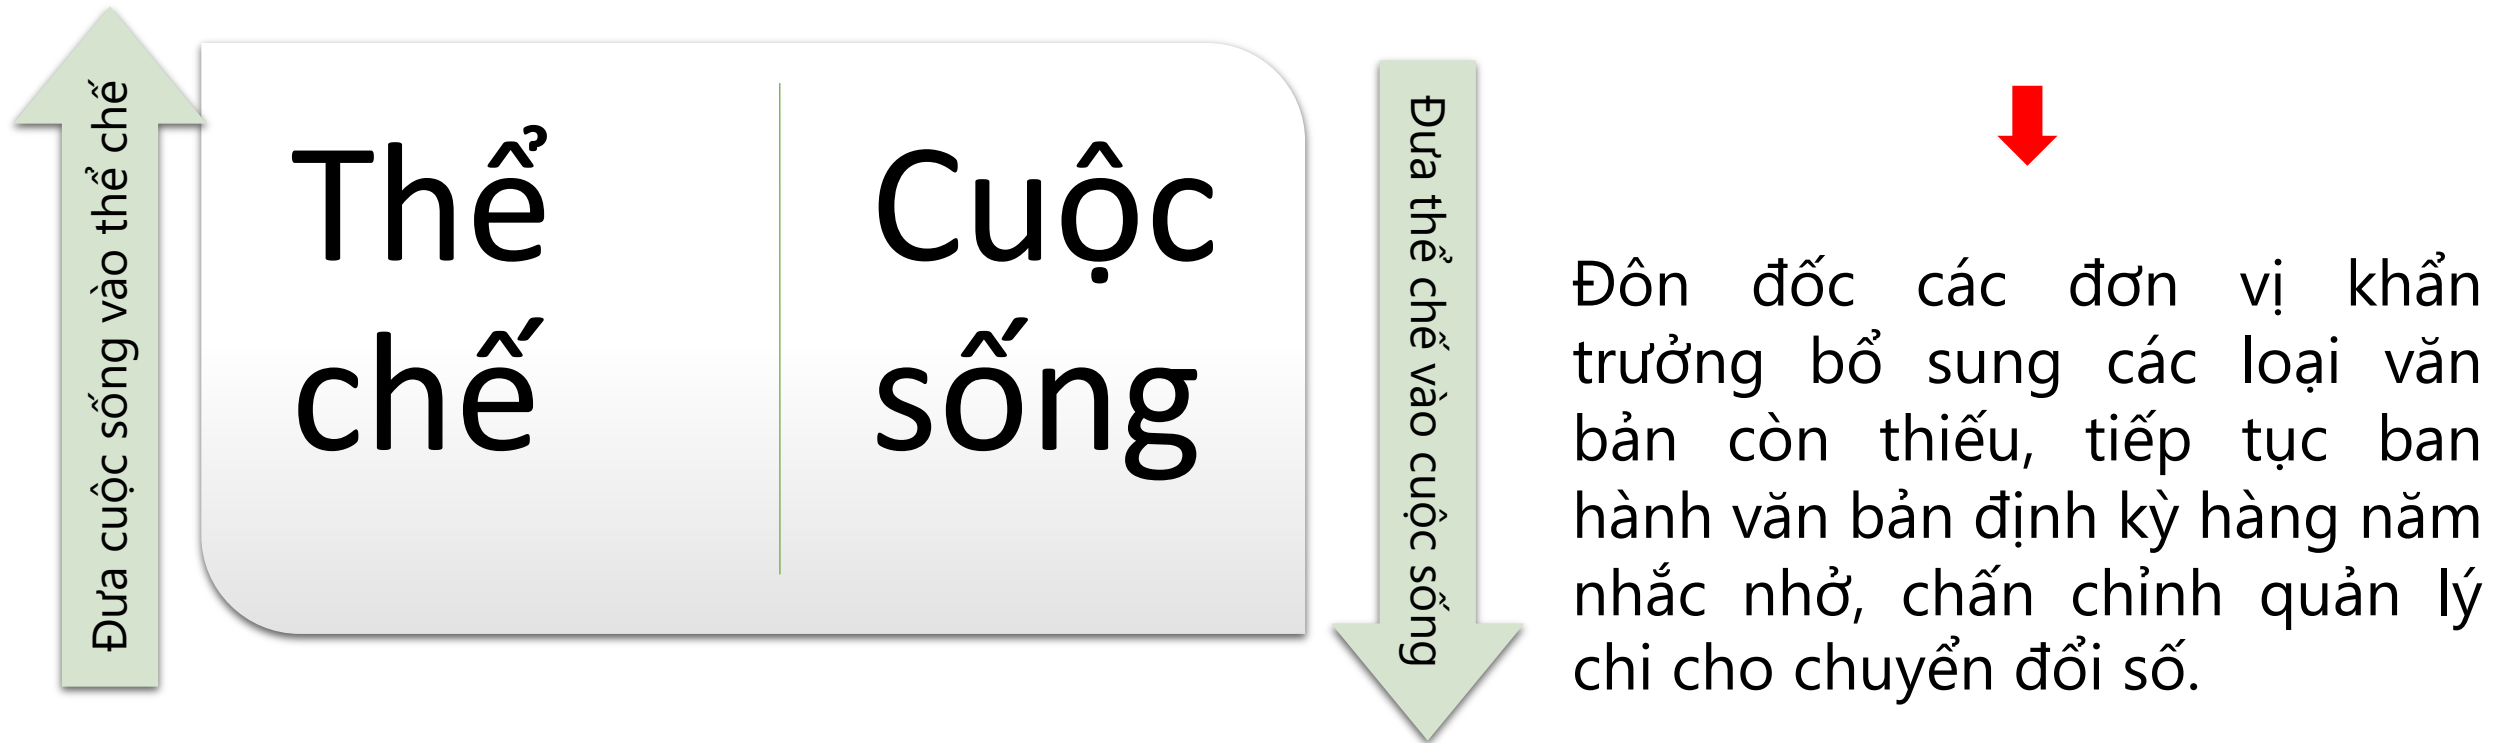 Đưa cuộc sống vào thể chế
Thể
chế
Cuộc
sống
Đưa thể chế vào cuộc sống
Đôn đốc các đơn vị khẩn
trưởng bổ sung các loại văn
bản còn thiếu, tiếp tục ban
hành văn bản định kỳ hàng năm
nhắc nhở, chấn chỉnh quản lý
chi cho chuyển đổi số.